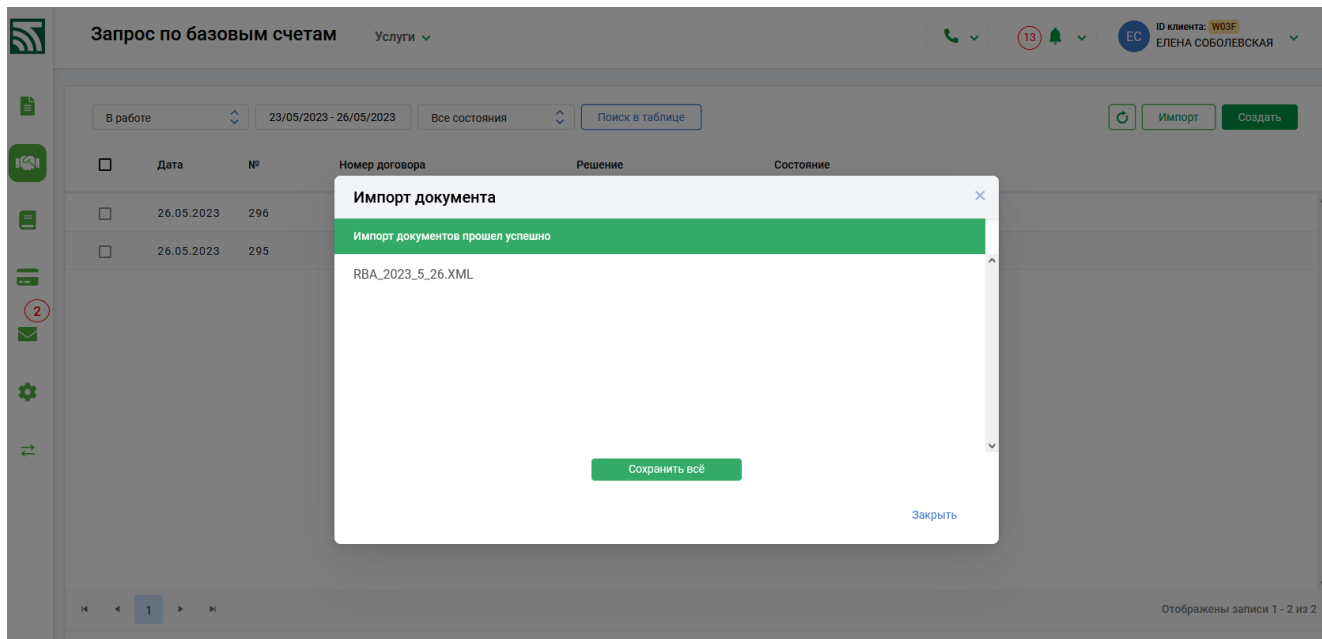 Запрос по базовым счетам
Услуги
13
ЕС
ID клиента: W03F
ЕЛЕНА СОБОЛЕВСКАЯ
В работе
23/05/2023 - 26/05/2023
Все состояния
Поиск в таблице
Импорт
Создать
Дата № Номер договора Решение Состояние
26.05.2023 296
26.05.2023 295
2
Импорт документа
Импорт документов прошел успешно
RBA_2023_5_26.XML
Сохранить всё
Закрыть
1
Отображены записи 1 - 2 из 2